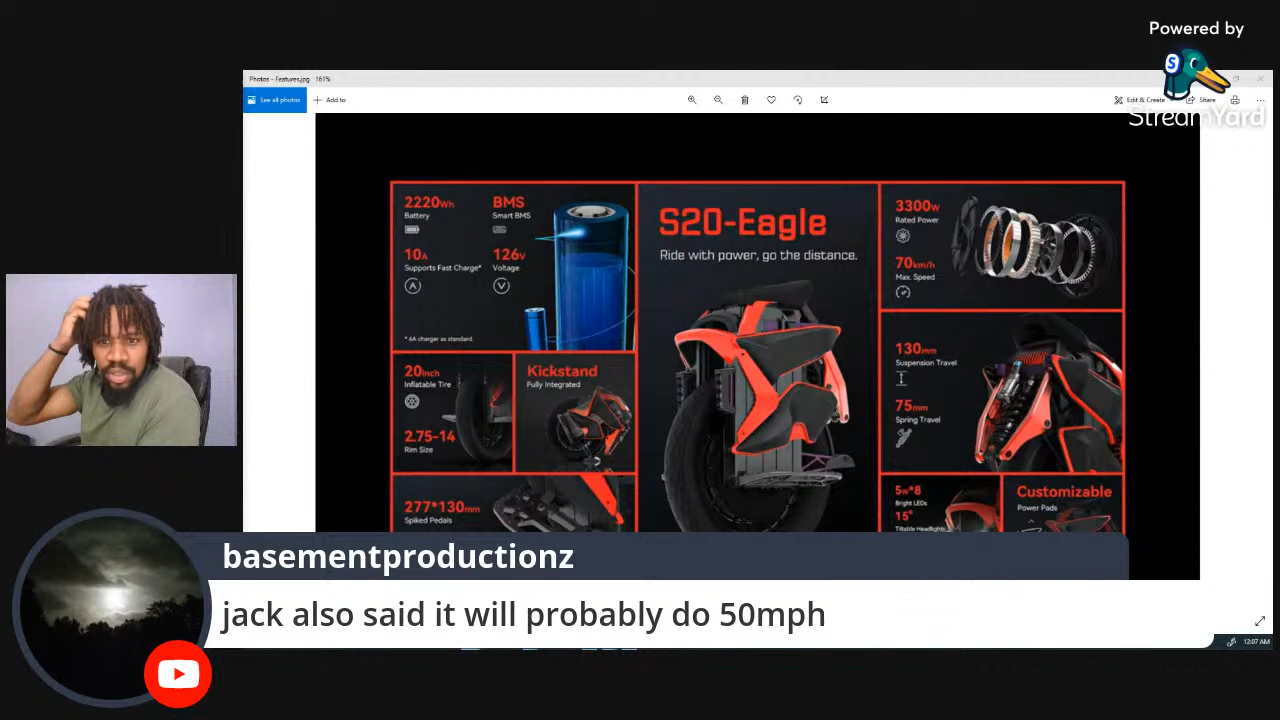 Powered by
StreamYard
Photos - Features.jpg 161%
See all photos
Add to
Edit & Create
Share
2220Wh
Battery
BMS
Smart BMS
10A
Supports Fast Charge*
126V
Voltage
* 6A charger as standard.
20inch
Inflatable Tire
2.75-14
Rim Size
Kickstand
Fully Integrated
277*130mm
Spiked Pedals
S20-Eagle
Ride with power, go the distance.
3300W
Rated Power
70km/h
Max. Speed
130mm
Suspension Travel
75mm
Spring Travel
5W*8
Bright LEDs
15°
Tiltable Headlights
Customizable
Power Pads
basementproductionz
jack also said it will probably do 50mph
12:07 AM